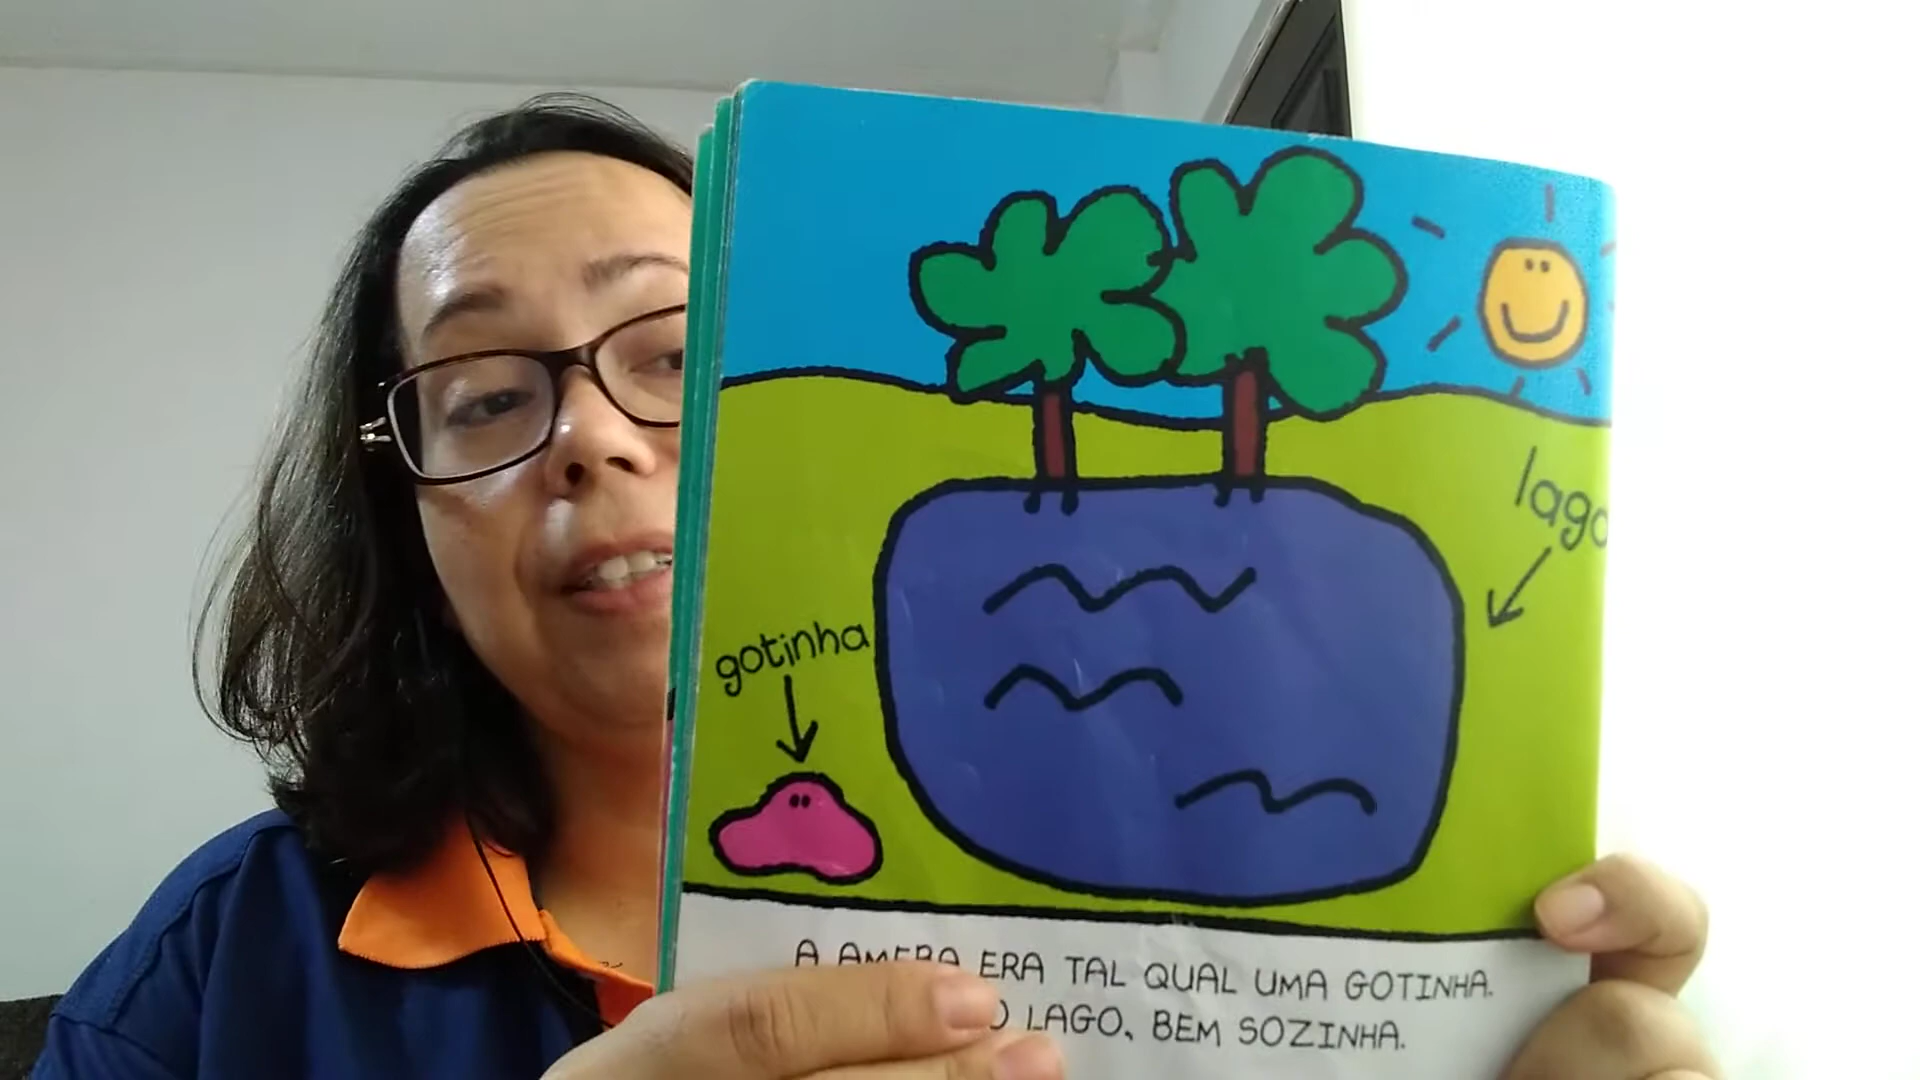 lago
gotinha
A AMEBA ERA TAL QUAL UMA GOTINHA.
O LAGO, BEM SOZINHA.